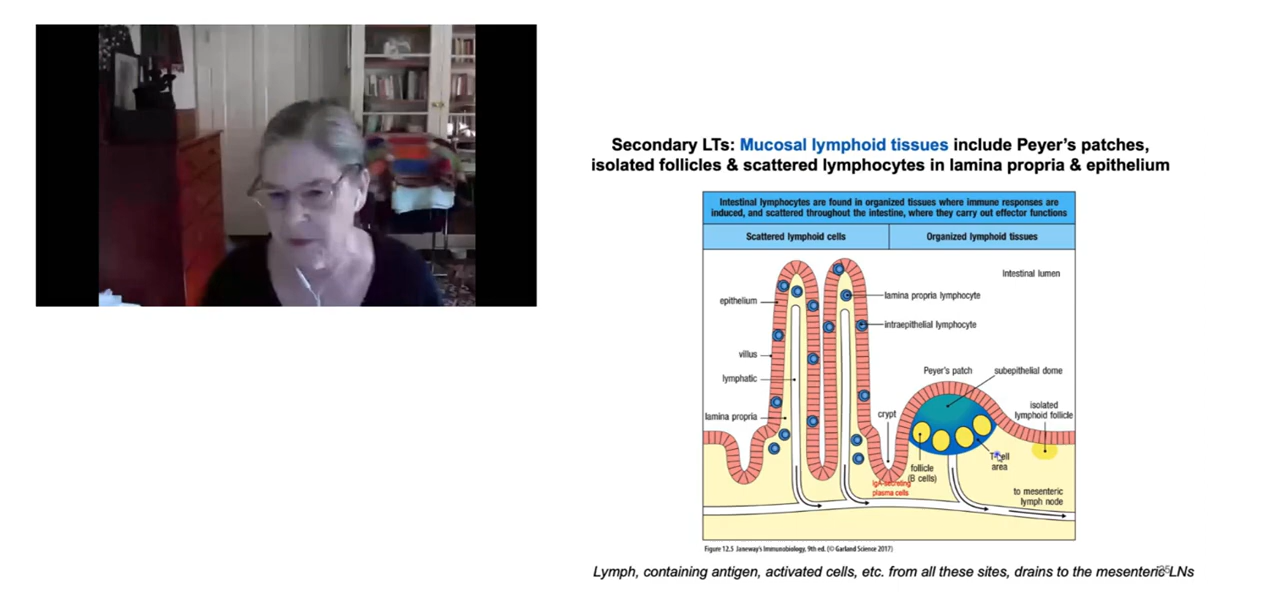 Secondary LTs: Mucosal lymphoid tissues include Peyer's patches,
isolated follicles & scattered lymphocytes in lamina propria & epithelium
Intestinal lymphocytes are found in organized tissues where immune responses are
induced, and scattered throughout the intestine, where they carry out effector functions
Scattered lymphoid cells
Organized lymphoid tissues
Intestinal lumen
epithelium
lamina propria lymphocyte
intraepithelial lymphocyte
villus
lymphatic
lamina propria
Peyer's patch
subepithelial dome
crypt
isolated
lymphoid follicle
follicle
(B cells)
T cell
area
IgA-secreting
plasma cells
to mesenteric
lymph node
Figure 12.5 Janeway's Immunobiology, 9th ed. (© Garland Science 2017)
Lymph, containing antigen, activated cells, etc. from all these sites, drains to the mesenteric LNs